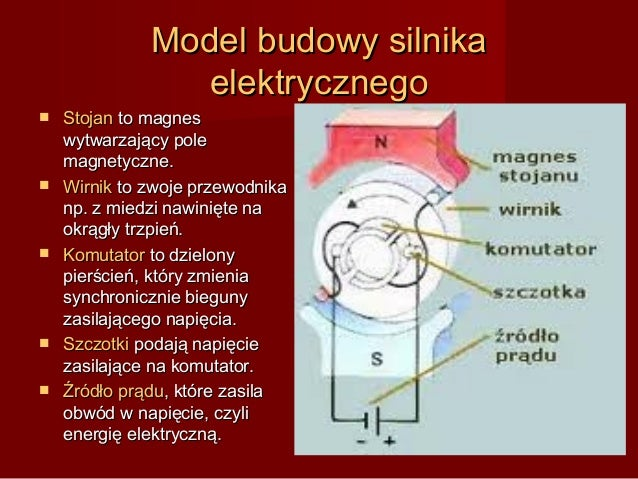 Model budowy silnika
elektrycznego
Stojan to magnes
wytwarzający pole
magnetyczne.
Wirnik to zwoje przewodnika
np. z miedzi nawinięte na
okrągły trzpień.
Komutator to dzielony
pierścień, który zmienia
synchronicznie bieguny
zasilającego napięcia.
Szczotki podają napięcie
zasilające na komutator.
Źródło prądu, które zasila
obwód w napięcie, czyli
energię elektryczną.
N
magnes
stojanu
wirnik
komutator
szczotka
źródło
prądu
S
- +